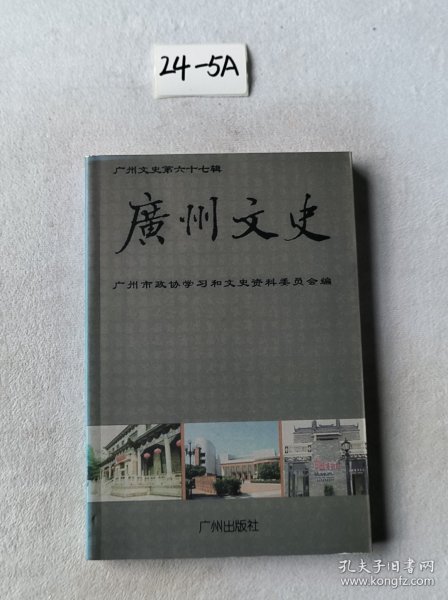 24-5A
广州文史第六十七辑
廣州文史
广州市政协学习和文史资料委员会编
广州出版社
孔夫子旧书网
www.kongfz.com